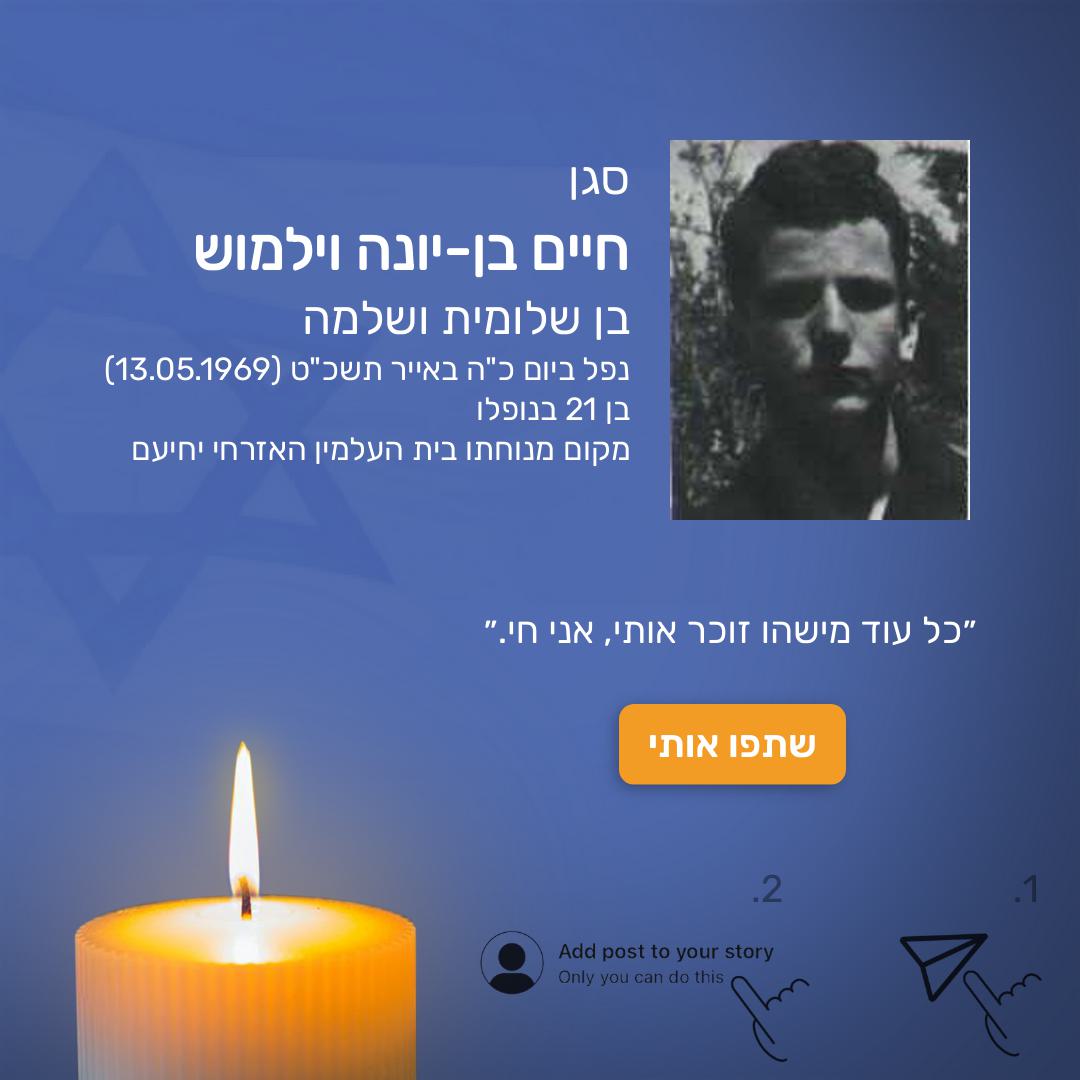 סגן
חיים בן-יונה וילמוש
בן שלומית ושלמה
נפל ביום כ"ה באייר תשכ"ט (13.05.1969)
בן 21 בנופלו
מקום מנוחתו בית העלמין האזרחי יחיעם
״כל עוד מישהו זוכר אותי, אני חי.״
שתפו אותי
.1
.2
Add post to your story
Only you can do this